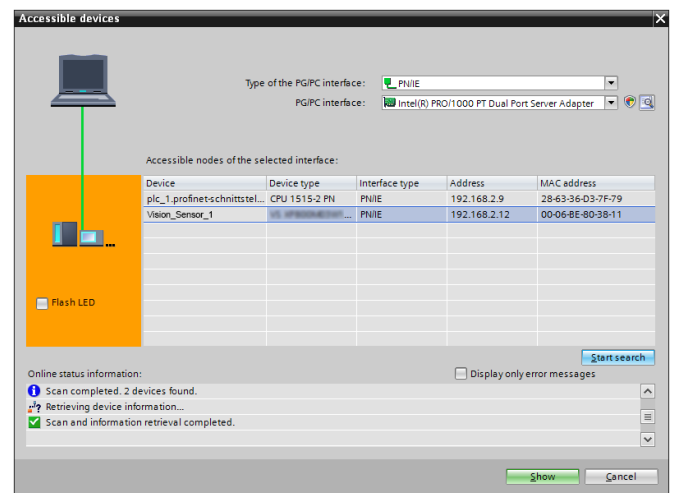 Accessible devices
Type of the PG/PC interface: PN/IE
PG/PC interface: Intel(R) PRO/1000 PT Dual Port Server Adapter
Accessible nodes of the selected interface:
Device Device type Interface type Address MAC address
plc_1.profinet-schnittstel... CPU 1515-2 PN PN/IE 192.168.2.9 28-63-36-D3-7F-79
Vision_Sensor_1 ... PN/IE 192.168.2.12 00-06-BE-80-38-11
Flash LED
Start search
Online status information:
Display only error messages
Scan completed. 2 devices found.
Retrieving device information...
Scan and information retrieval completed.
Show Cancel